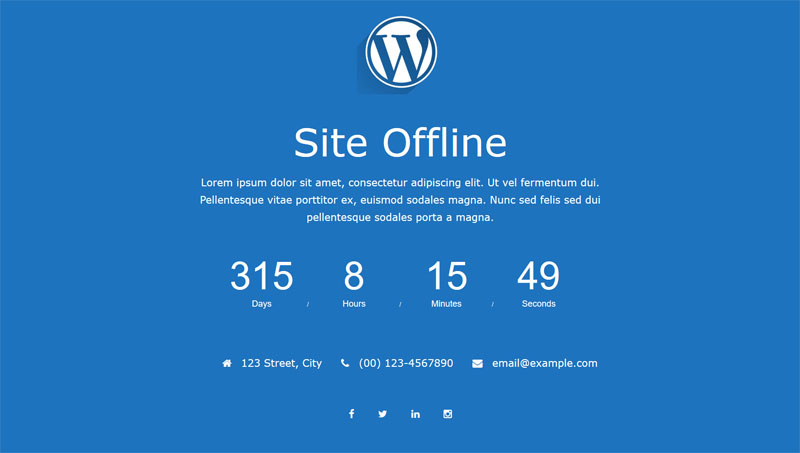 W
Site Offline
Lorem ipsum dolor sit amet, consectetur adipiscing elit. Ut vel fermentum dui.
Pellentesque vitae porttitor ex, euismod sodales magna. Nunc sed felis sed dui
pellentesque sodales porta a magna.
315 8 15 49
Days / Hours / Minutes / Seconds
123 Street, City (00) 123-4567890 email@example.com